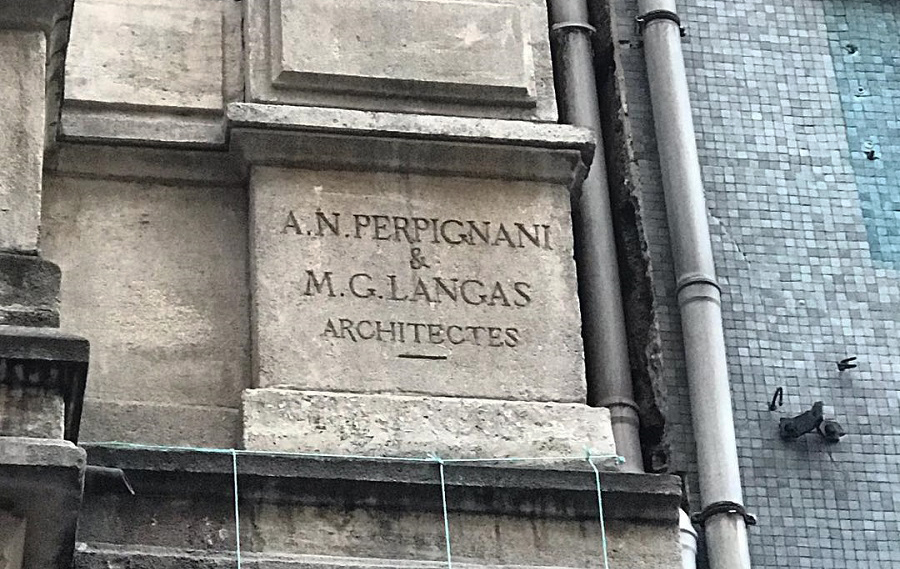 A.N.PERPIGNANI
&
M.G.LANGAS
ARCHITECTES